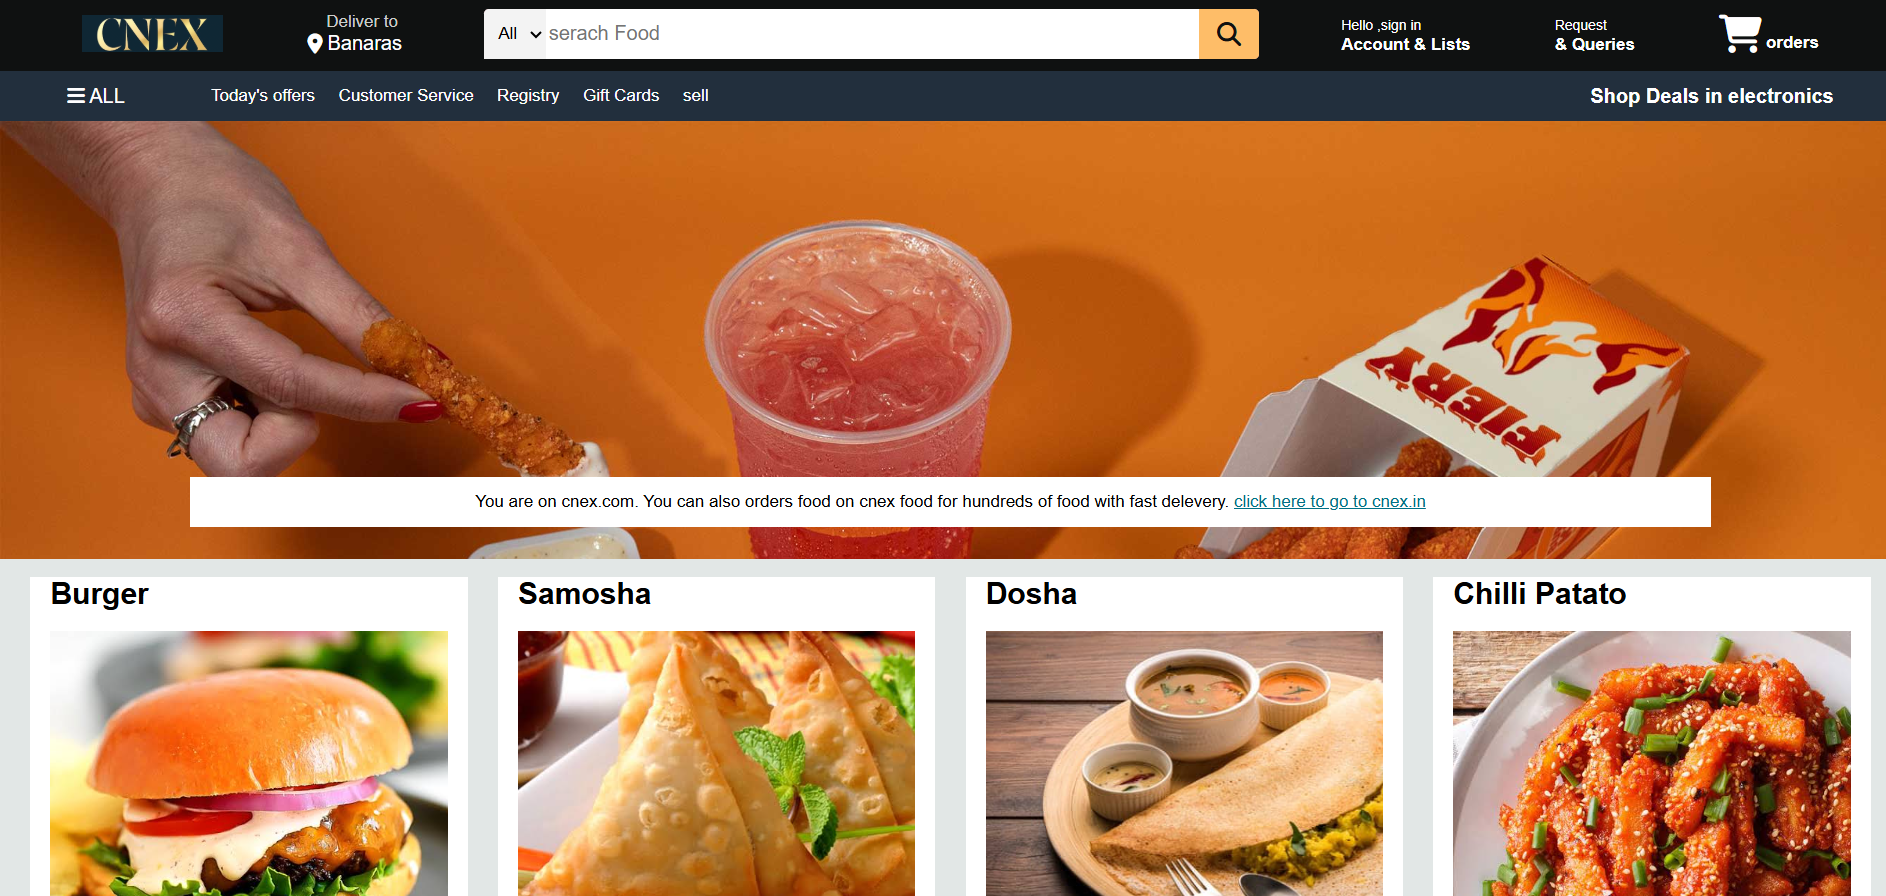 CNEX
Deliver to
Banaras
All
serach Food
Hello ,sign in
Account & Lists
Request
& Queries
orders
ALL
Today's offers
Customer Service
Registry
Gift Cards
sell
Shop Deals in electronics
FIERY
You are on cnex.com. You can also orders food on cnex food for hundreds of food with fast delevery. click here to go to cnex.in
Burger
Samosha
Dosha
Chilli Patato